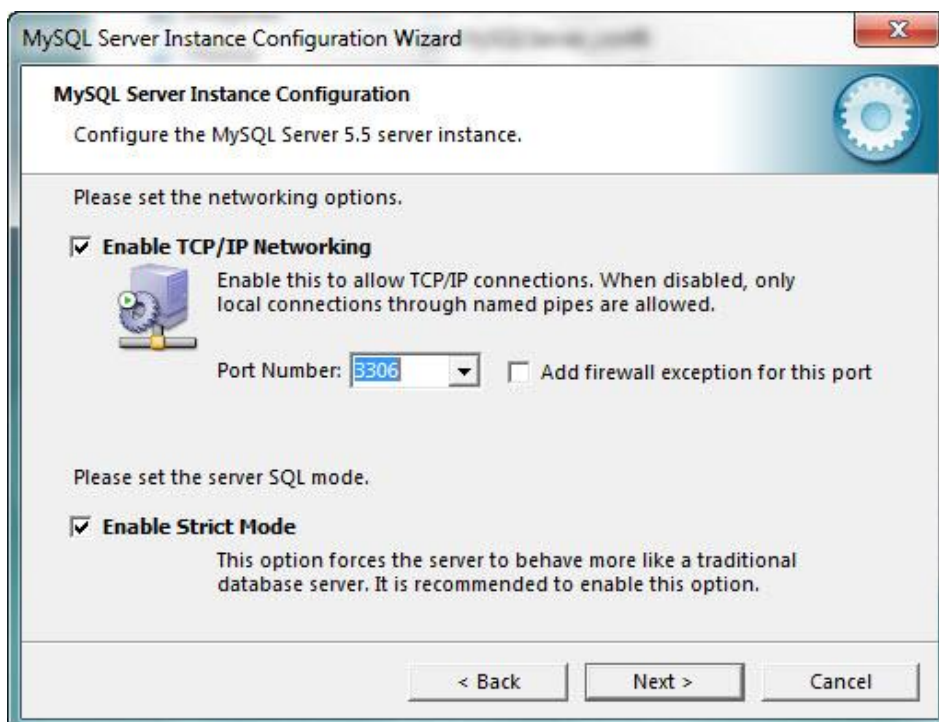 MySQL Server Instance Configuration Wizard
MySQL Server Instance Configuration
Configure the MySQL Server 5.5 server instance.
Please set the networking options.
Enable TCP/IP Networking
Enable this to allow TCP/IP connections. When disabled, only
local connections through named pipes are allowed.
Port Number: 3306 Add firewall exception for this port
Please set the server SQL mode.
Enable Strict Mode
This option forces the server to behave more like a traditional
database server. It is recommended to enable this option.
< Back Next > Cancel